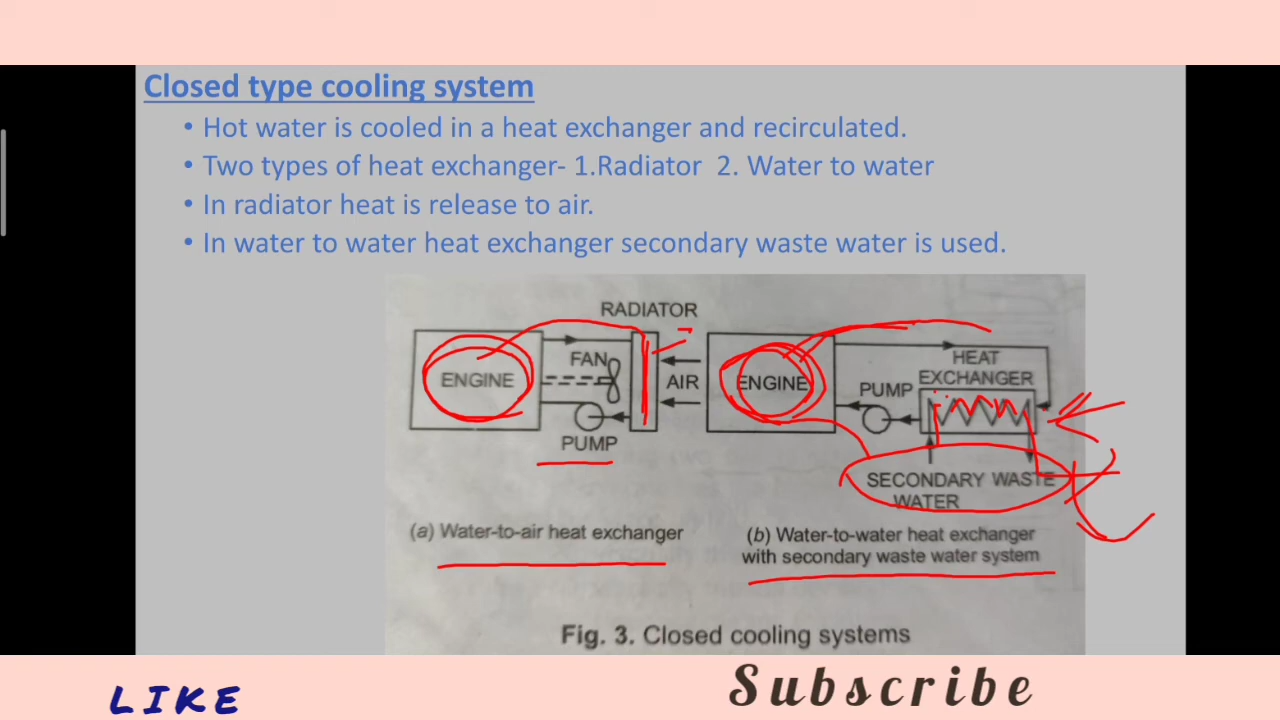 Closed type cooling system
• Hot water is cooled in a heat exchanger and recirculated.
• Two types of heat exchanger- 1.Radiator 2. Water to water
• In radiator heat is release to air.
• In water to water heat exchanger secondary waste water is used.
RADIATOR
ENGINE
FAN
AIR
PUMP
(a) Water-to-air heat exchanger
ENGINE
HEAT
EXCHANGER
PUMP
SECONDARY WASTE
WATER
(b) Water-to-water heat exchanger
with secondary waste water system
Fig. 3. Closed cooling systems
LIKE
Subscribe